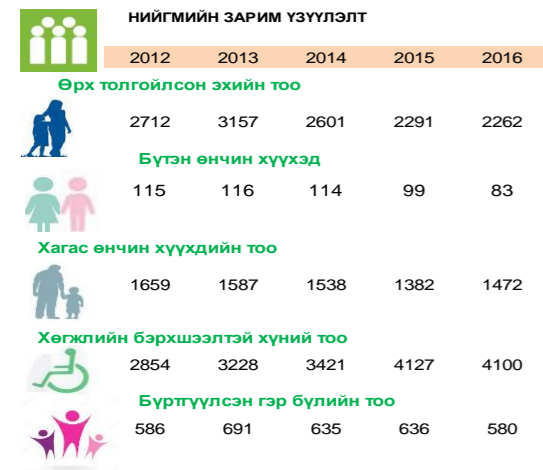 НИЙГМИЙН ЗАРИМ ҮЗҮҮЛЭЛТ
2012 2013 2014 2015 2016
Өрх толгойлсон эхийн тоо
2712 3157 2601 2291 2262
Бүтэн өнчин хүүхэд
115 116 114 99 83
Хагас өнчин хүүхдийн тоо
1659 1587 1538 1382 1472
Хөгжлийн бэрхшээлтэй хүний тоо
2854 3228 3421 4127 4100
Бүртгүүлсэн гэр бүлийн тоо
586 691 635 636 580